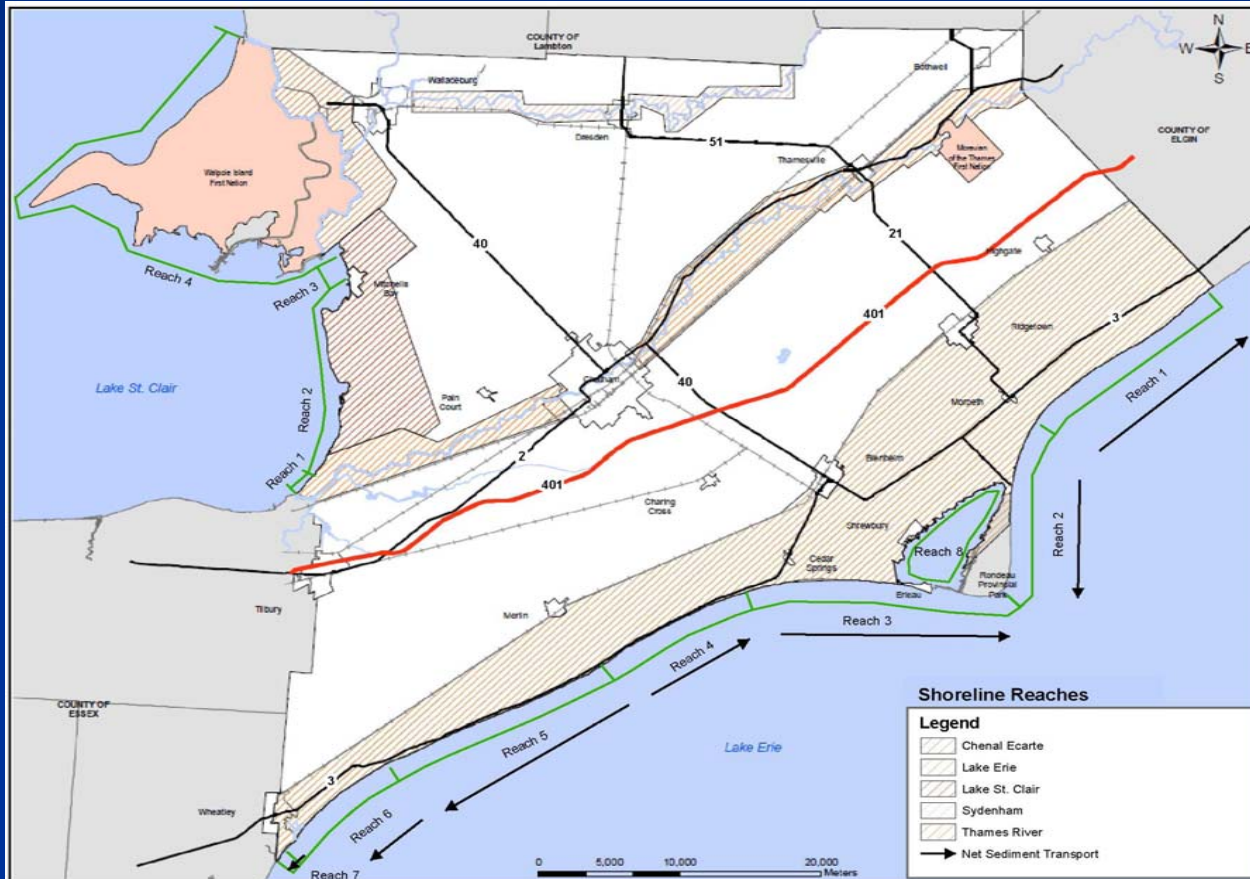 COUNTY OF
Lambton
N
W E
S
Wallaceburg
Bothwell
Dresden
51
COUNTY OF
ELGIN
Thamesville
Moravian
of the Thames
First Nation
Walpole Island
First Nation
40
21
Highgate
Reach 4
Reach 3
Mitchells
Bay
401
Ridgetown
3
Lake St. Clair
Reach 2
Pain
Court
Chatham
40
Morpeth
Reach 1
2
Reach 1
401
Blenheim
Charing
Cross
Shrewsbury
Reach 2
Cedar
Springs
Reach 8
Rondeau
Provincial
Park
Erieau
Tilbury
Merlin
Reach 3
Reach 4
COUNTY OF
ESSEX
Reach 5
Lake Erie
3
Wheatley
Reach 6
Reach 7
0 5,000 10,000 20,000
Meters
Shoreline Reaches
Legend
Chenal Ecarte
Lake Erie
Lake St. Clair
Sydenham
Thames River
Net Sediment Transport